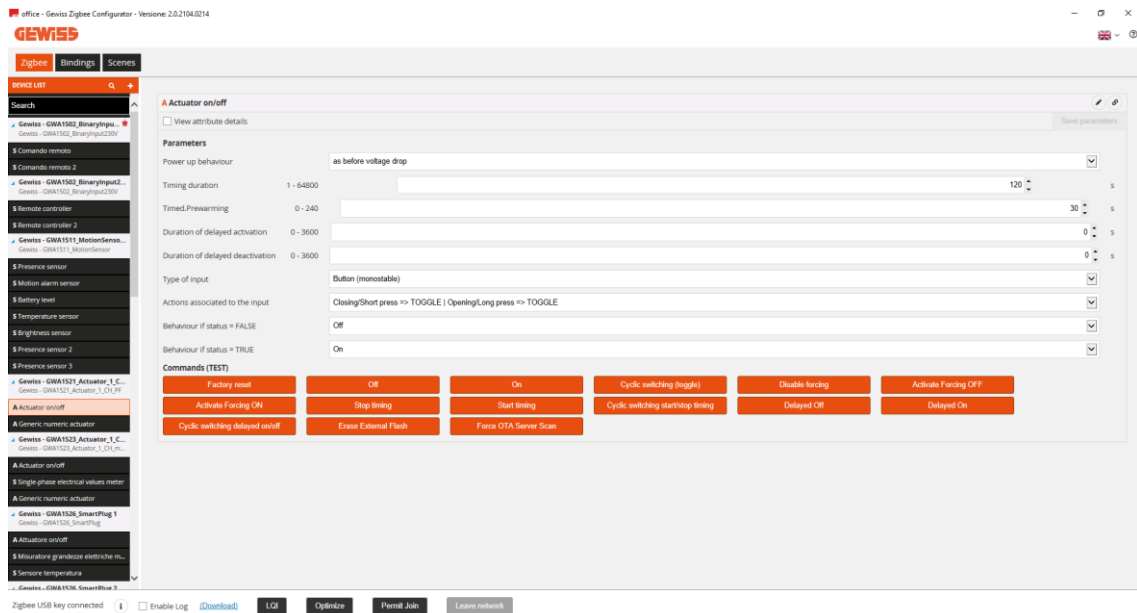 office - Gewiss Zigbee Configurator - Versione: 2.0.2104.0214
GEWISS
Zigbee Bindings Scenes
DEVICE LIST
Search
Gewiss - GWA1502_BinaryInpu...
Gewiss - GWA1502_BinaryInput230V
S Comando remoto
S Comando remoto 2
Gewiss - GWA1502_BinaryInput2...
Gewiss - GWA1502_BinaryInput230V
S Remote controller
S Remote controller 2
Gewiss - GWA1511_MotionSenso...
Gewiss - GWA1511_MotionSensor
S Presence sensor
S Motion alarm sensor
S Battery level
S Temperature sensor
S Brightness sensor
S Presence sensor 2
S Presence sensor 3
Gewiss - GWA1521_Actuator_1_C...
Gewiss - GWA1521_Actuator_1_CH_PF
A Actuator on/off
A Generic numeric actuator
Gewiss - GWA1523_Actuator_1_C...
Gewiss - GWA1523_Actuator_1_CH_m...
A Actuator on/off
S Single-phase electrical values meter
A Generic numeric actuator
Gewiss - GWA1526_SmartPlug 1
Gewiss - GWA1526_SmartPlug
A Attuatore on/off
S Misuratore grandezze elettriche m...
S Sensore temperatura
Gewiss - GWA1526_SmartPlug 2
A Actuator on/off
View attribute details
Save parameters
Parameters
Power up behaviour as before voltage drop
Timing duration 1 - 64800 120 s
Timed.Prewarming 0 - 240 30 s
Duration of delayed activation 0 - 3600 0 s
Duration of delayed deactivation 0 - 3600 0 s
Type of input Button (monostable)
Actions associated to the input Closing/Short press => TOGGLE | Opening/Long press => TOGGLE
Behaviour if status = FALSE Off
Behaviour if status = TRUE On
Commands (TEST)
Factory reset Off On Cyclic switching (toggle) Disable forcing Activate Forcing OFF
Activate Forcing ON Stop timing Start timing Cyclic switching start/stop timing Delayed Off Delayed On
Cyclic switching delayed on/off Erase External Flash Force OTA Server Scan
Zigbee USB key connected i Enable Log (Download) LQI Optimize Permit Join Leave network